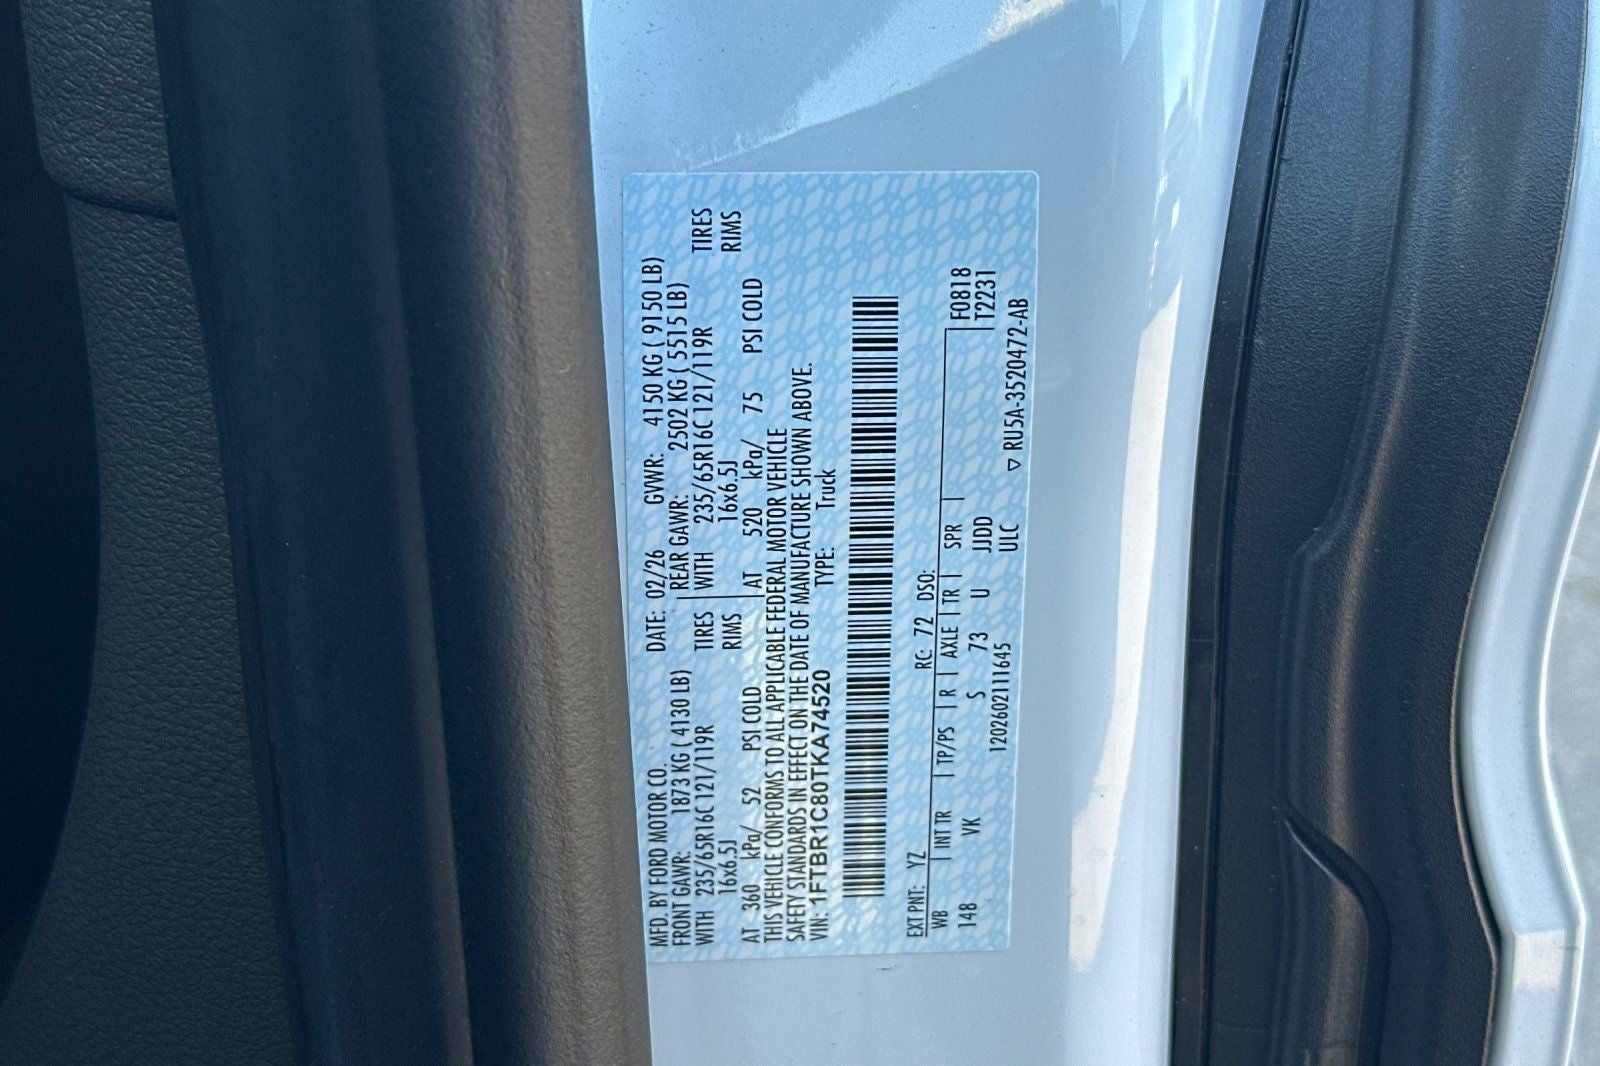 MFD. BY FORD MOTOR CO. DATE: 02/26 GVWR: 4150 KG ( 9150 LB)
FRONT GAWR: 1873 KG ( 4130 LB) REAR GAWR: 2502 KG ( 5515 LB)
WITH 235/65R16C 121/119R TIRES WITH 235/65R16C 121/119R TIRES
16x6.5J RIMS 16x6.5J RIMS
AT 360 kPa/ 52 PSI COLD AT 520 kPa/ 75 PSI COLD
THIS VEHICLE CONFORMS TO ALL APPLICABLE FEDERAL MOTOR VEHICLE
SAFETY STANDARDS IN EFFECT ON THE DATE OF MANUFACTURE SHOWN ABOVE.
VIN: 1FTBR1C80TKA74520 TYPE: Truck
EXT PNT: YZ RC: 72 DSO:
WB INT TR TP/PS R AXLE TR SPR F0818
148 VK S 73 U JJDD T2231
12026021111645 ULC ▽ RU5A-3520472-AB